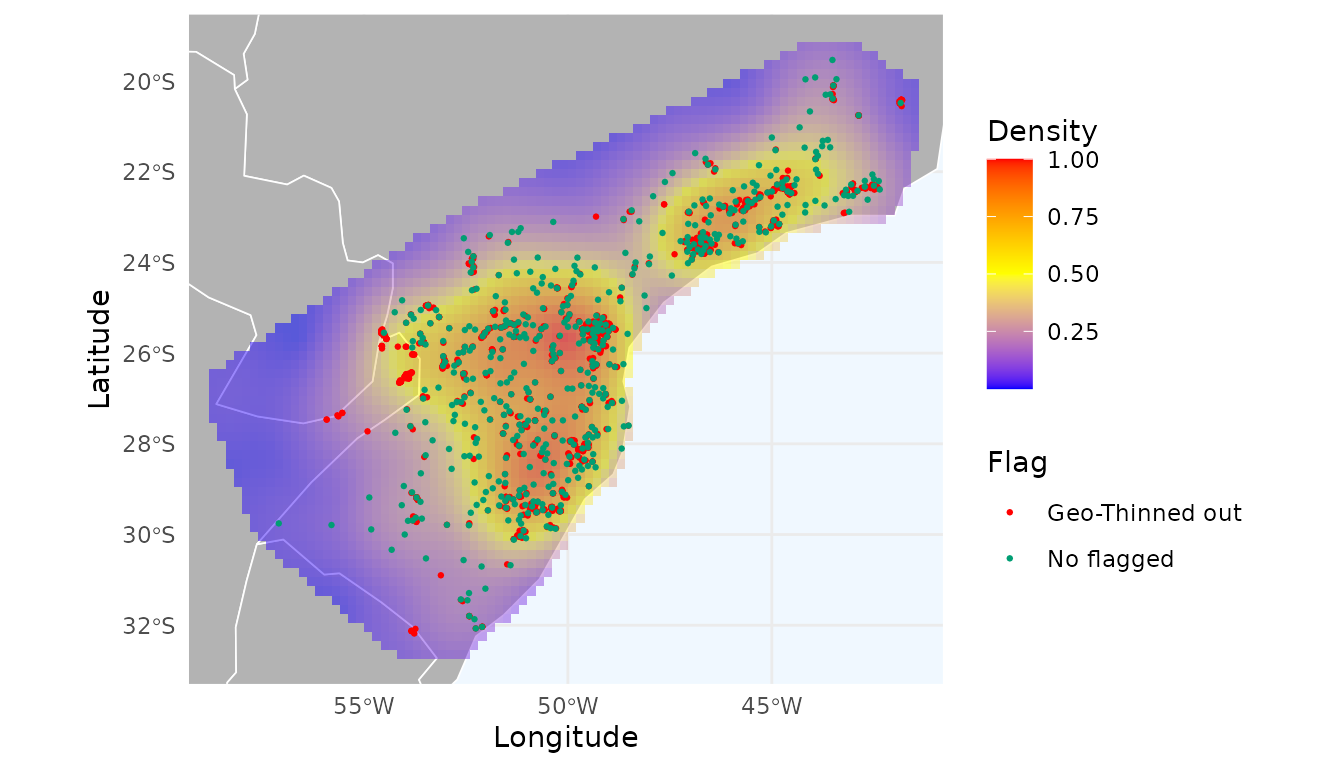 20°S
22°S
24°S
26°S
28°S
30°S
32°S
Latitude
55°W
50°W
45°W
Longitude
Density
1.00
0.75
0.50
0.25
Flag
Geo-Thinned out
No flagged